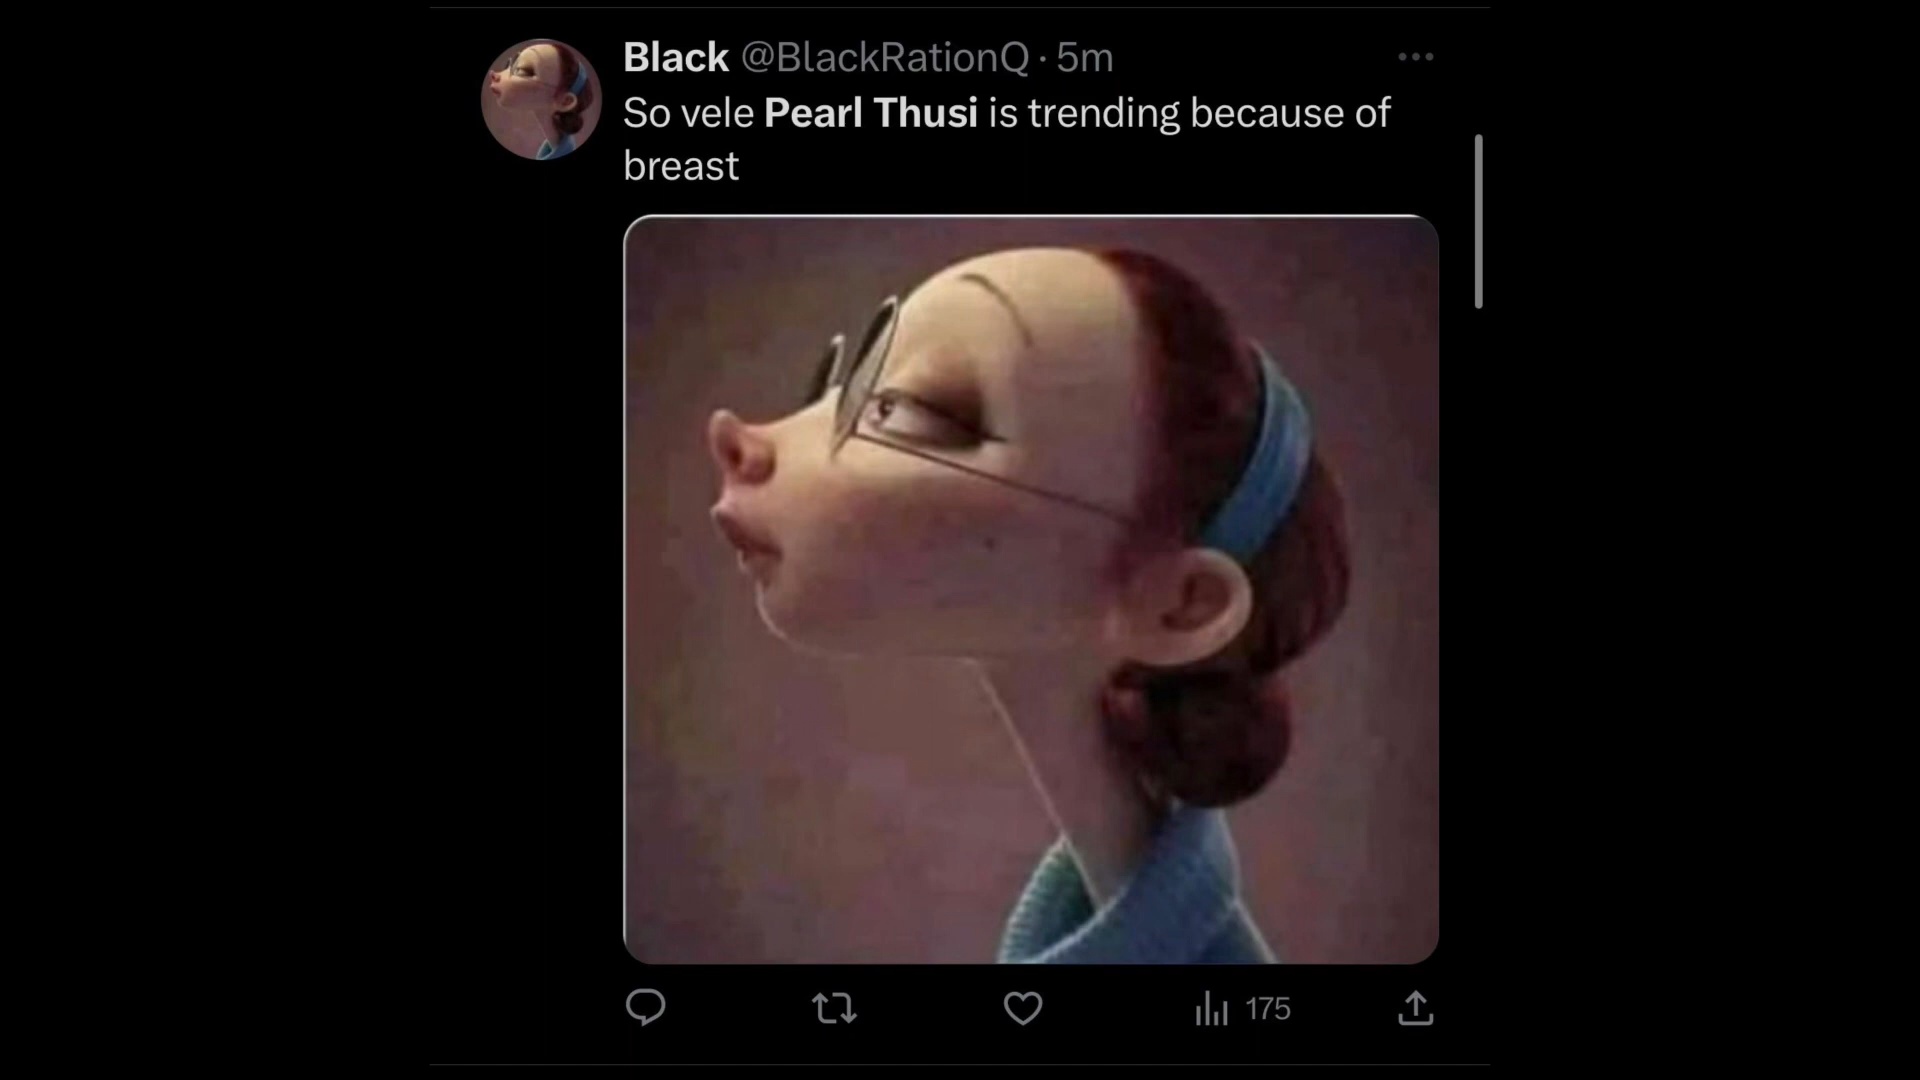 Black @BlackRationQ · 5m
So vele Pearl Thusi is trending because of
breast
175